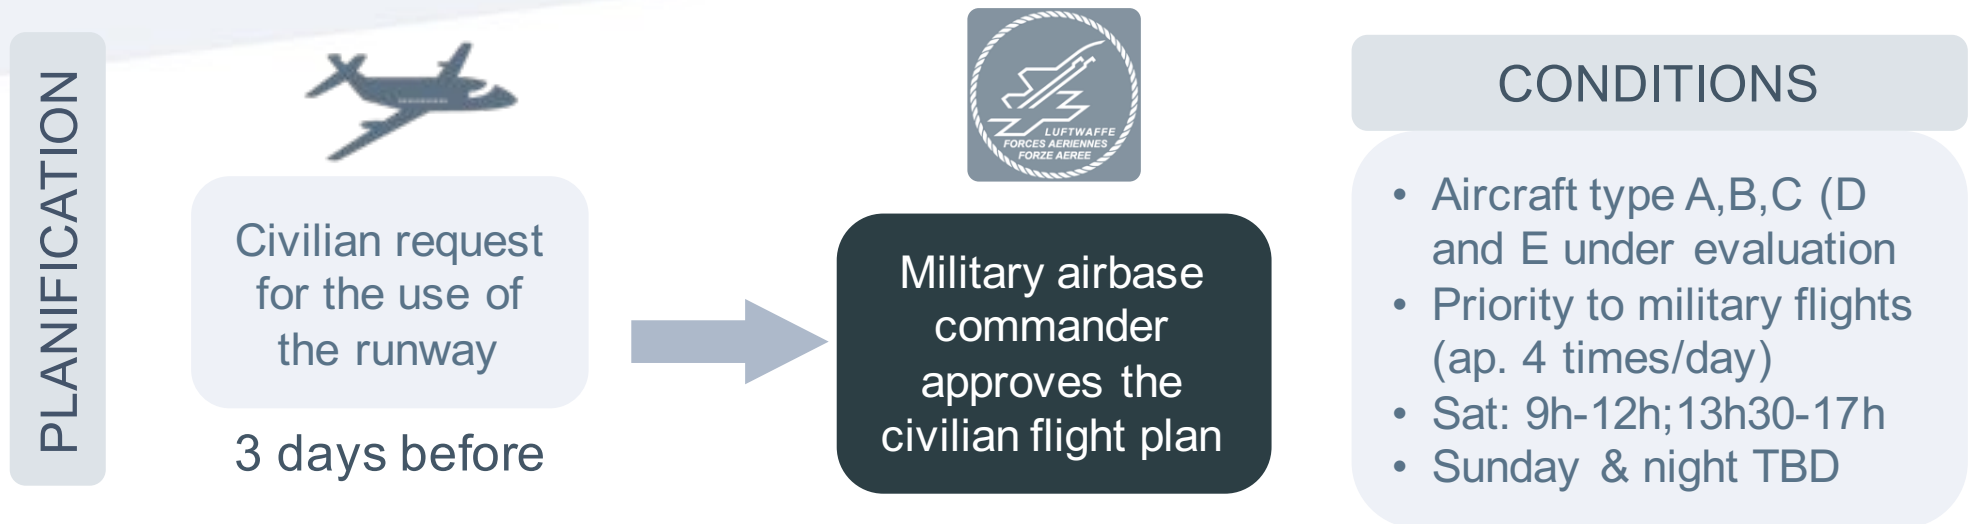 PLANIFICATION
Civilian request
for the use of
the runway
3 days before
LUFTWAFFE
FORCES AERIENNES
FORZE AEREE
Military airbase
commander
approves the
civilian flight plan
CONDITIONS
• Aircraft type A,B,C (D
and E under evaluation
• Priority to military flights
(ap. 4 times/day)
• Sat: 9h-12h;13h30-17h
• Sunday & night TBD